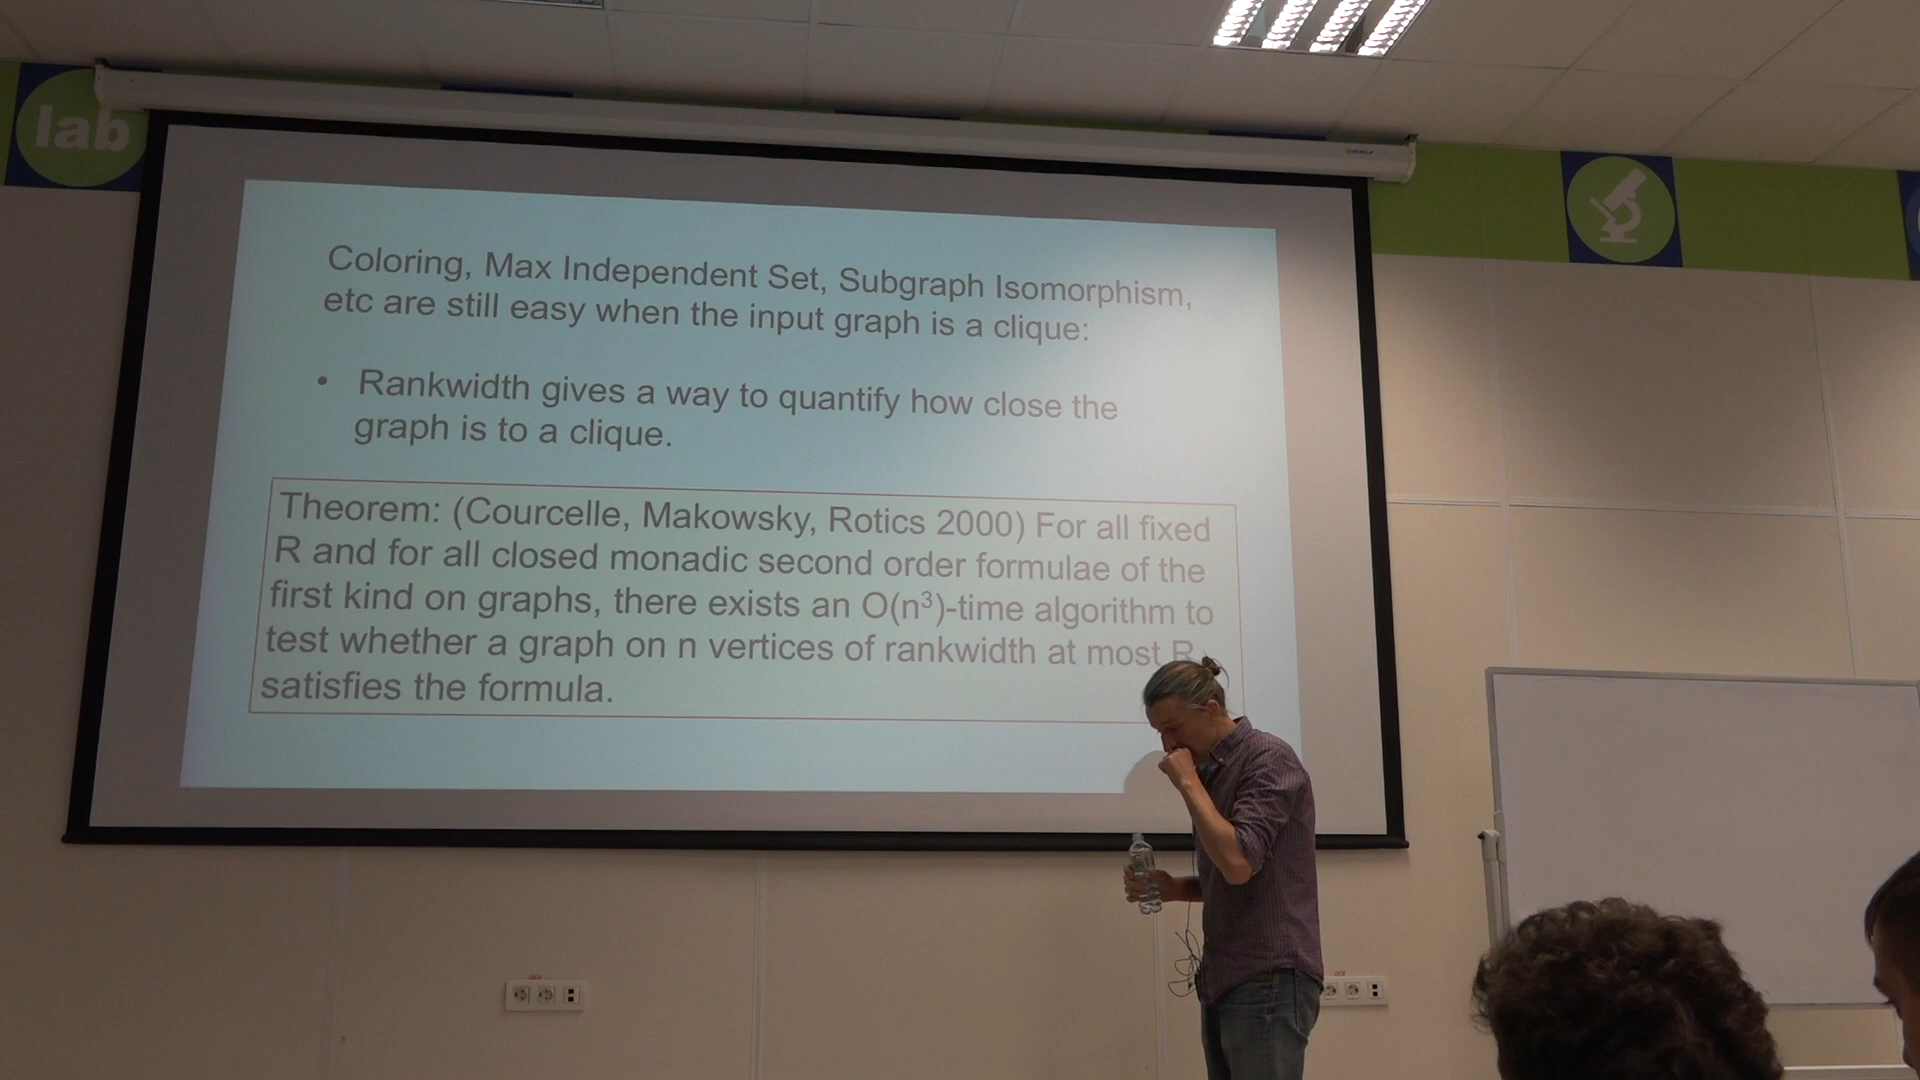 lab
Coloring, Max Independent Set, Subgraph Isomorphism,
etc are still easy when the input graph is a clique:
• Rankwidth gives a way to quantify how close the
graph is to a clique.
Theorem: (Courcelle, Makowsky, Rotics 2000) For all fixed
R and for all closed monadic second order formulae of the
first kind on graphs, there exists an O(n³)-time algorithm to
test whether a graph on n vertices of rankwidth at most R
satisfies the formula.